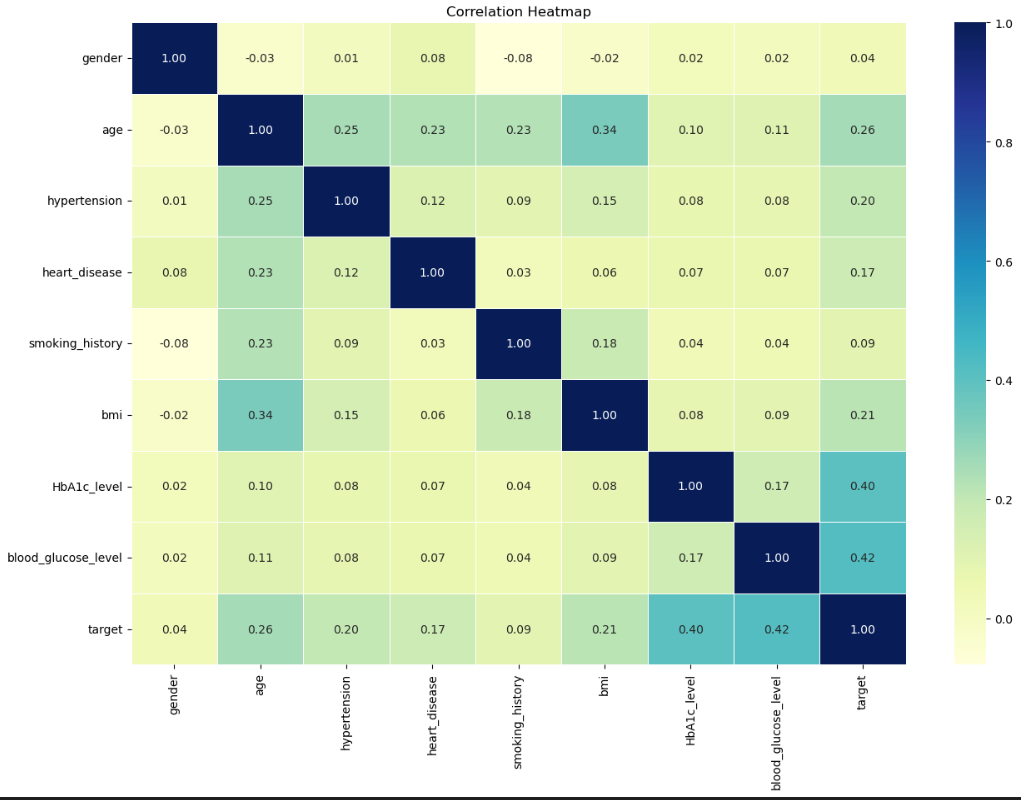 Correlation Heatmap
gender 1.00 -0.03 0.01 0.08 -0.08 -0.02 0.02 0.02 0.04
age -0.03 1.00 0.25 0.23 0.23 0.34 0.10 0.11 0.26
hypertension 0.01 0.25 1.00 0.12 0.09 0.15 0.08 0.08 0.20
heart_disease 0.08 0.23 0.12 1.00 0.03 0.06 0.07 0.07 0.17
smoking_history -0.08 0.23 0.09 0.03 1.00 0.18 0.04 0.04 0.09
bmi -0.02 0.34 0.15 0.06 0.18 1.00 0.08 0.09 0.21
HbA1c_level 0.02 0.10 0.08 0.07 0.04 0.08 1.00 0.17 0.40
blood_glucose_level 0.02 0.11 0.08 0.07 0.04 0.09 0.17 1.00 0.42
target 0.04 0.26 0.20 0.17 0.09 0.21 0.40 0.42 1.00
gender
age
hypertension
heart_disease
smoking_history
bmi
HbA1c_level
blood_glucose_level
target
1.0
0.8
0.6
0.4
0.2
0.0